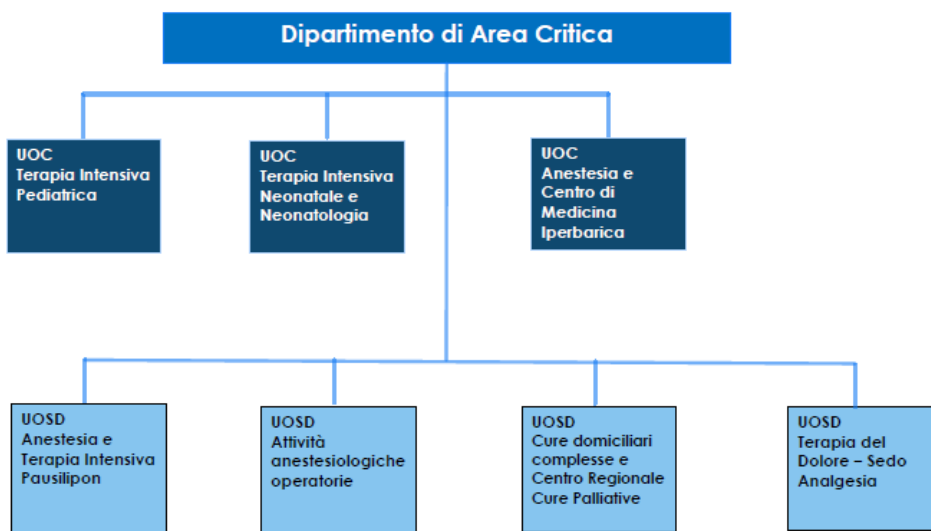 Dipartimento di Area Critica
UOC
Terapia Intensiva
Pediatrica
UOC
Terapia Intensiva
Neonatale e
Neonatologia
UOC
Anestesia e
Centro di
Medicina
Iperbarica
UOSD
Anestesia e
Terapia Intensiva
Pausilipon
UOSD
Attività
anestesiologiche
operatorie
UOSD
Cure domiciliari
complesse e
Centro Regionale
Cure Palliative
UOSD
Terapia del
Dolore – Sedo
Analgesia